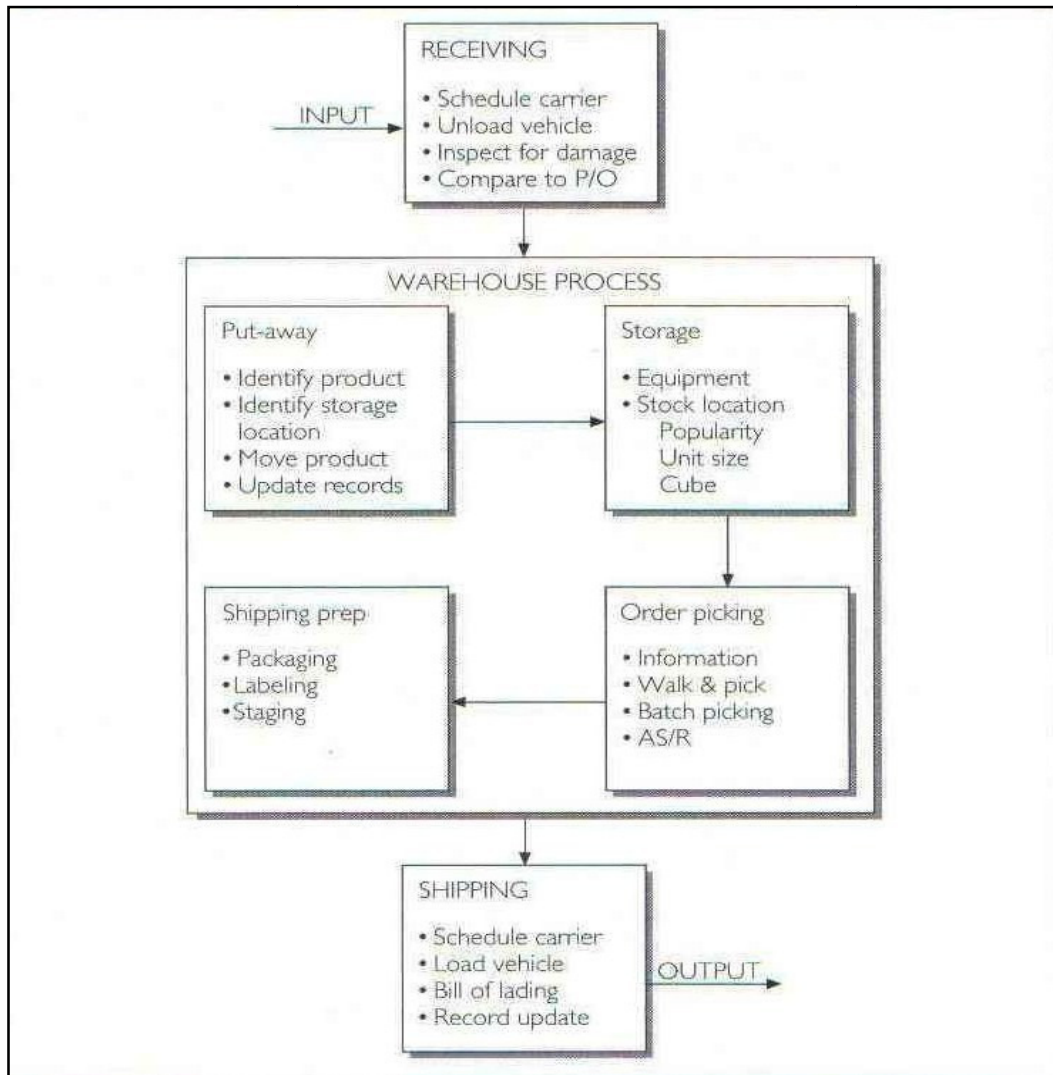 RECEIVING
• Schedule carrier
INPUT
• Unload vehicle
• Inspect for damage
• Compare to P/O
WAREHOUSE PROCESS
Put-away
• Identify product
• Identify storage
location
• Move product
• Update records
Storage
• Equipment
• Stock location
Popularity
Unit size
Cube
Order picking
• Information
• Walk & pick
• Batch picking
• AS/R
Shipping prep
• Packaging
• Labeling
• Staging
SHIPPING
• Schedule carrier
• Load vehicle
• Bill of lading
• Record update
OUTPUT